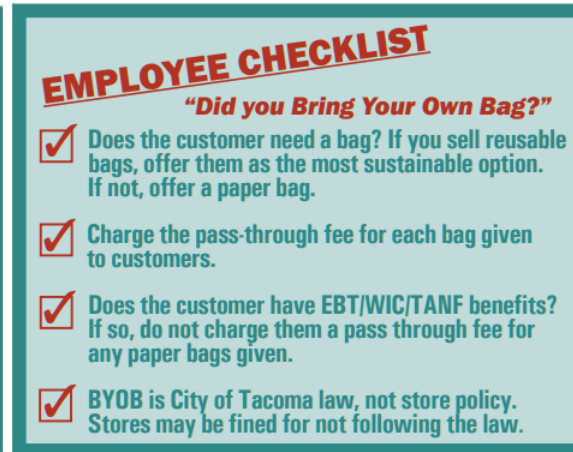 EMPLOYEE CHECKLIST
“Did you Bring Your Own Bag?”
Does the customer need a bag? If you sell reusable
bags, offer them as the most sustainable option.
If not, offer a paper bag.
Charge the pass-through fee for each bag given
to customers.
Does the customer have EBT/WIC/TANF benefits?
If so, do not charge them a pass through fee for
any paper bags given.
BYOB is City of Tacoma law, not store policy.
Stores may be fined for not following the law.